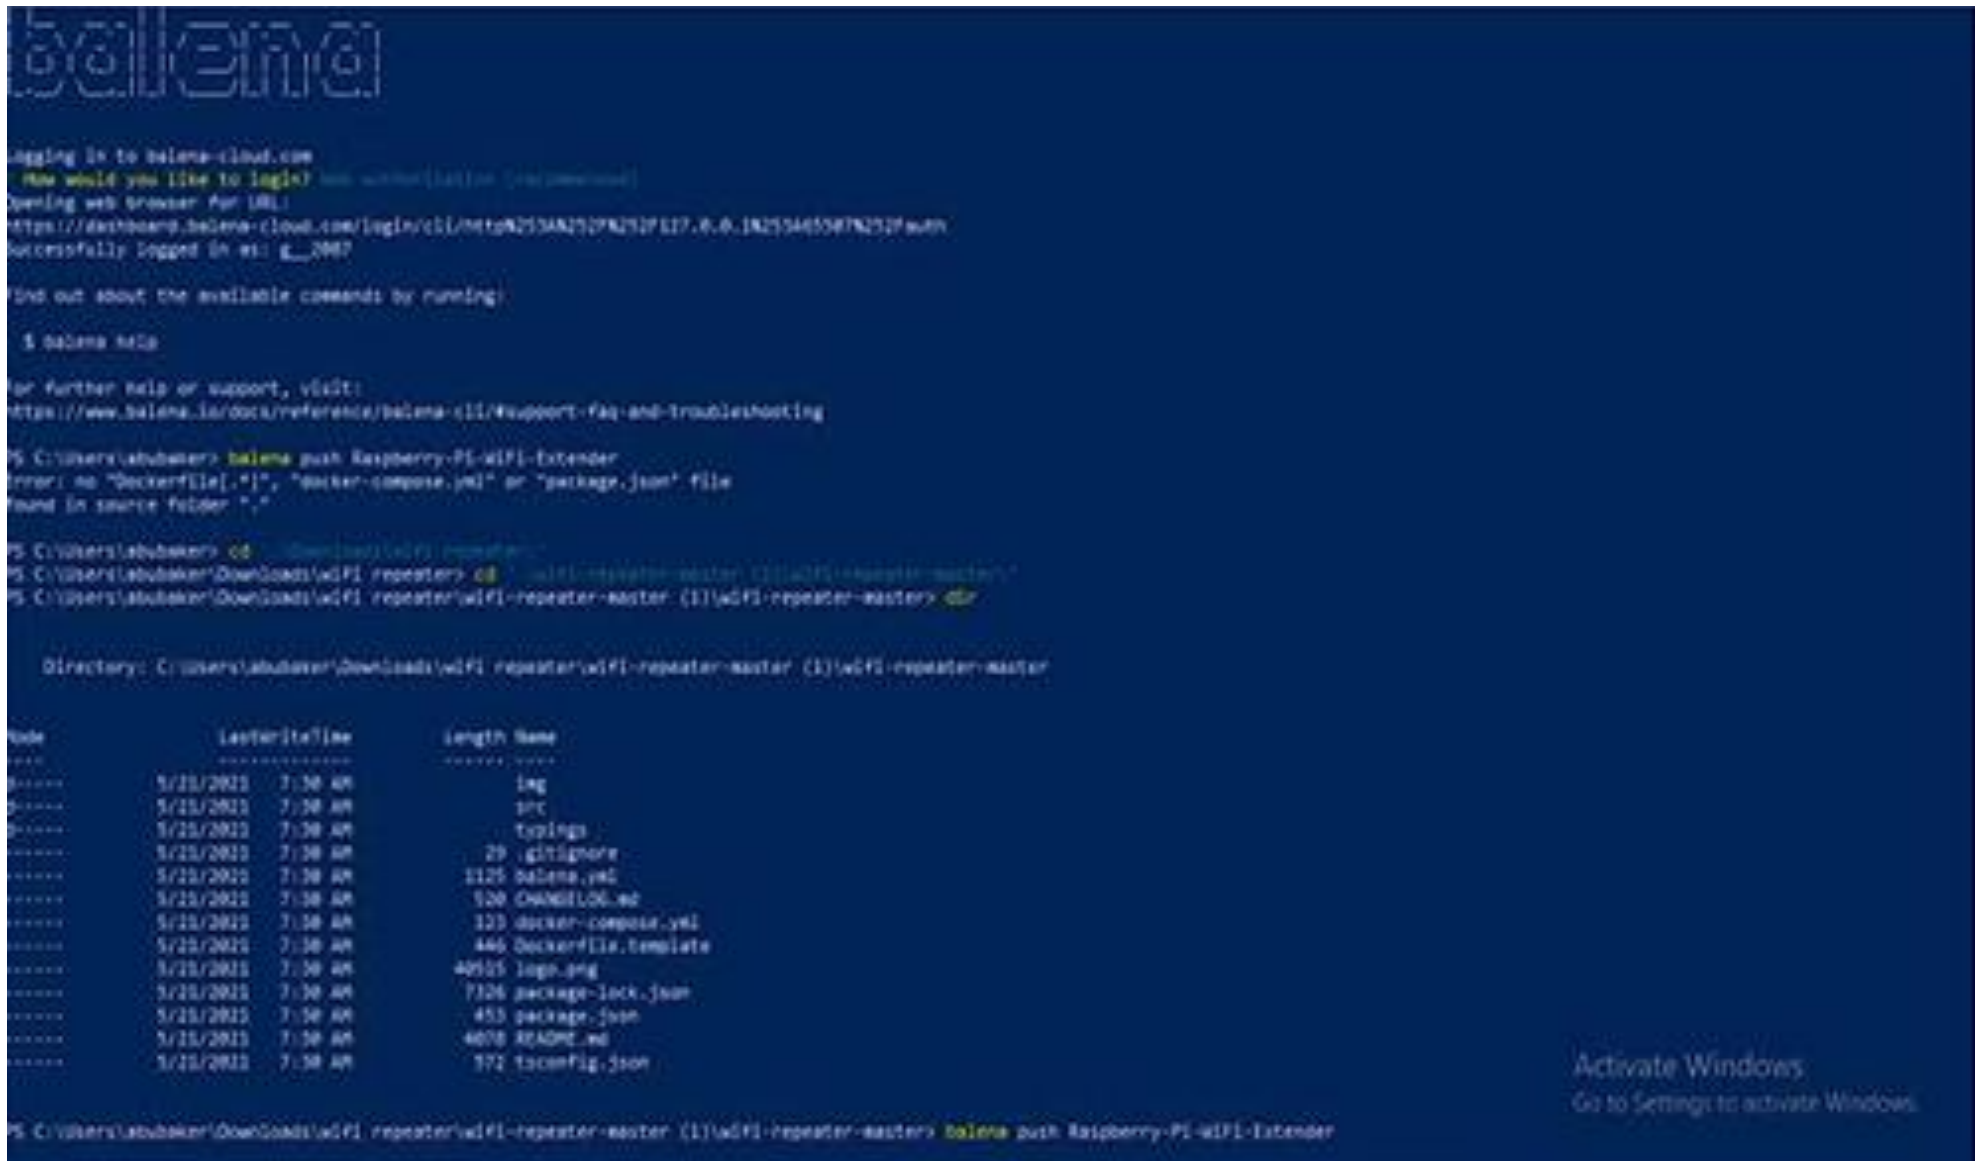 balena
Logging in to balena-cloud.com
How would you like to login? Web authorization (recommended)
Opening web browser for URL:
https://dashboard.balena-cloud.com/login/cli/http%253A%252F%252F127.0.0.1%253A65507%252Fauth
Successfully logged in as: g__2007
Find out about the available commands by running:
$ balena help
For further help or support, visit:
https://www.balena.io/docs/reference/balena-cli/#support-faq-and-troubleshooting
PS C:\Users\abubaker> balena push Raspberry-Pi-WiFi-Extender
Error: no "Dockerfile[.*]", "docker-compose.yml" or "package.json" file
found in source folder "."
PS C:\Users\abubaker> cd '.\Downloads\wifi repeater\'
PS C:\Users\abubaker\Downloads\wifi repeater> cd '.\wifi-repeater-master (1)\wifi-repeater-master\'
PS C:\Users\abubaker\Downloads\wifi repeater\wifi-repeater-master (1)\wifi-repeater-master> dir
Directory: C:\Users\abubaker\Downloads\wifi repeater\wifi-repeater-master (1)\wifi-repeater-master
Mode LastWriteTime Length Name
---- ------------- ------ ----
d----- 5/21/2021 7:30 AM img
d----- 5/21/2021 7:30 AM src
d----- 5/21/2021 7:30 AM typings
------ 5/21/2021 7:30 AM 29 .gitignore
------ 5/21/2021 7:30 AM 1125 balena.yml
------ 5/21/2021 7:30 AM 520 CHANGELOG.md
------ 5/21/2021 7:30 AM 123 docker-compose.yml
------ 5/21/2021 7:30 AM 446 Dockerfile.template
------ 5/21/2021 7:30 AM 40515 logo.png
------ 5/21/2021 7:30 AM 7326 package-lock.json
------ 5/21/2021 7:30 AM 453 package.json
------ 5/21/2021 7:30 AM 4078 README.md
------ 5/21/2021 7:30 AM 572 tsconfig.json
PS C:\Users\abubaker\Downloads\wifi repeater\wifi-repeater-master (1)\wifi-repeater-master> balena push Raspberry-Pi-WiFi-Extender
Activate Windows
Go to Settings to activate Windows.